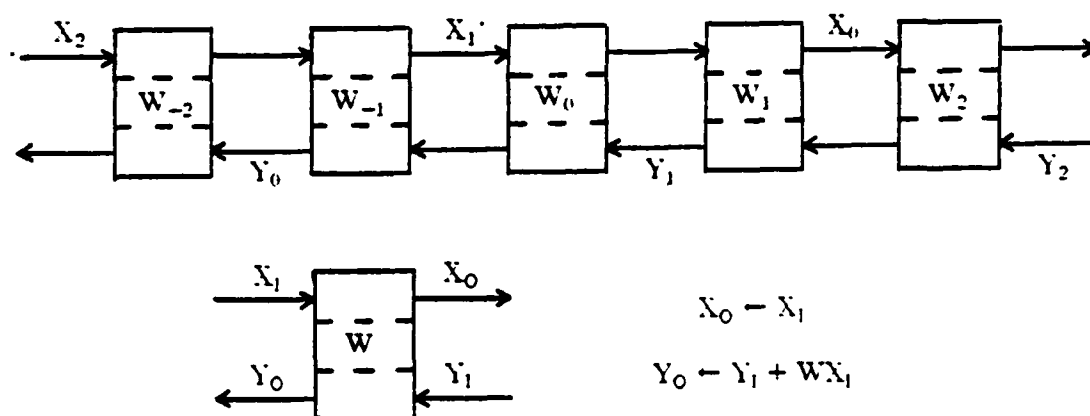 X₂ X₁ X₀
W₋₂ W₋₁ W₀ W₁ W₂
Y₀ Y₁ Y₂
X₁ X₀
X₀ ← X₁
W
Y₀ Y₁
Y₀ ← Y₁ + WX₁